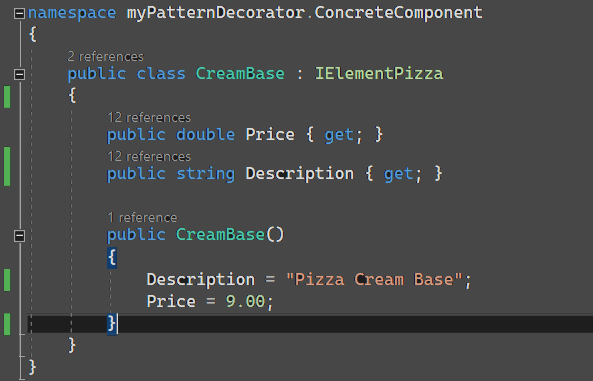 namespace myPatternDecorator.ConcreteComponent
{
2 references
public class CreamBase : IElementPizza
{
12 references
public double Price { get; }
12 references
public string Description { get; }
1 reference
public CreamBase()
{
Description = "Pizza Cream Base";
Price = 9.00;
}
}
}